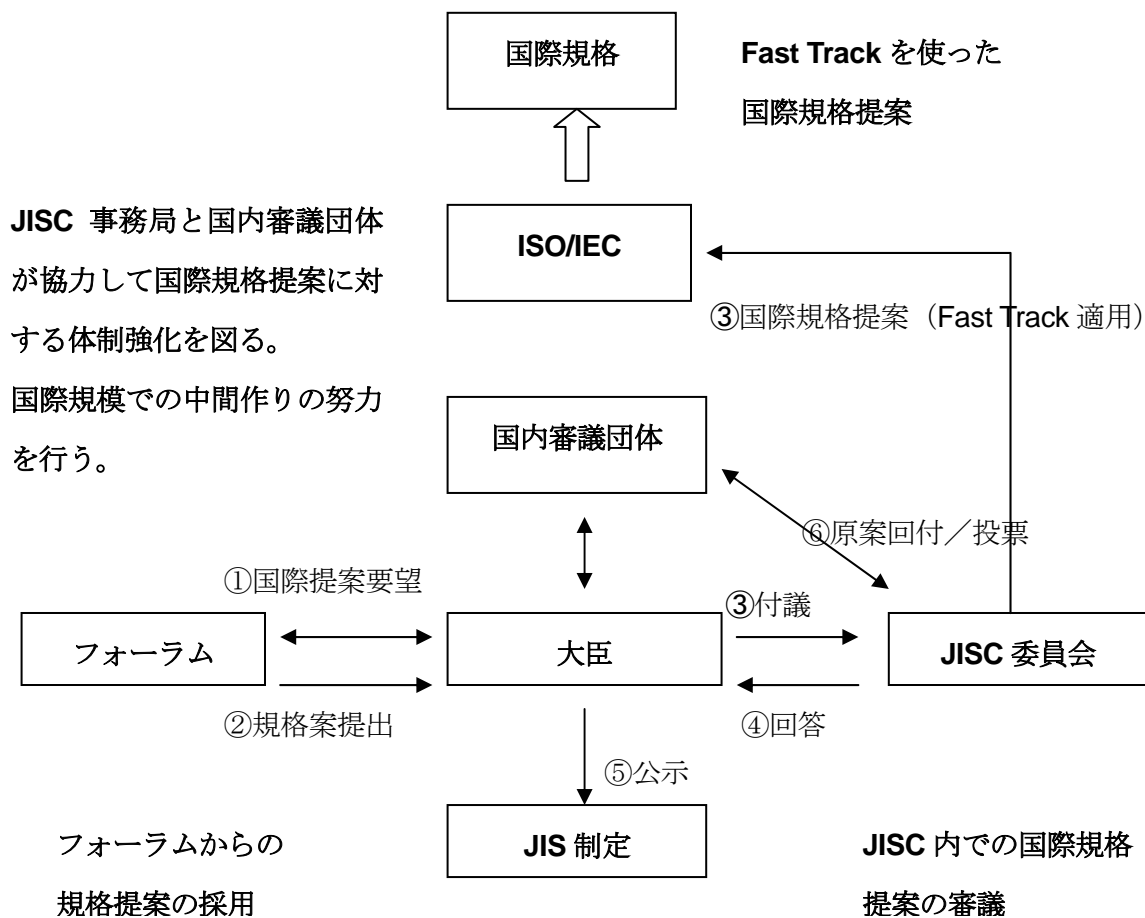 国際規格
Fast Track を使った
国際規格提案
JISC 事務局と国内審議団体
が協力して国際規格提案に対
する体制強化を図る。
国際規模での中間作りの努力
を行う。
ISO/IEC
③国際規格提案（Fast Track 適用）
国内審議団体
⑥原案回付／投票
①国際提案要望
③付議
フォーラム
大臣
JISC 委員会
②規格案提出
④回答
⑤公示
JIS 制定
フォーラムからの
規格提案の採用
JISC 内での国際規格
提案の審議